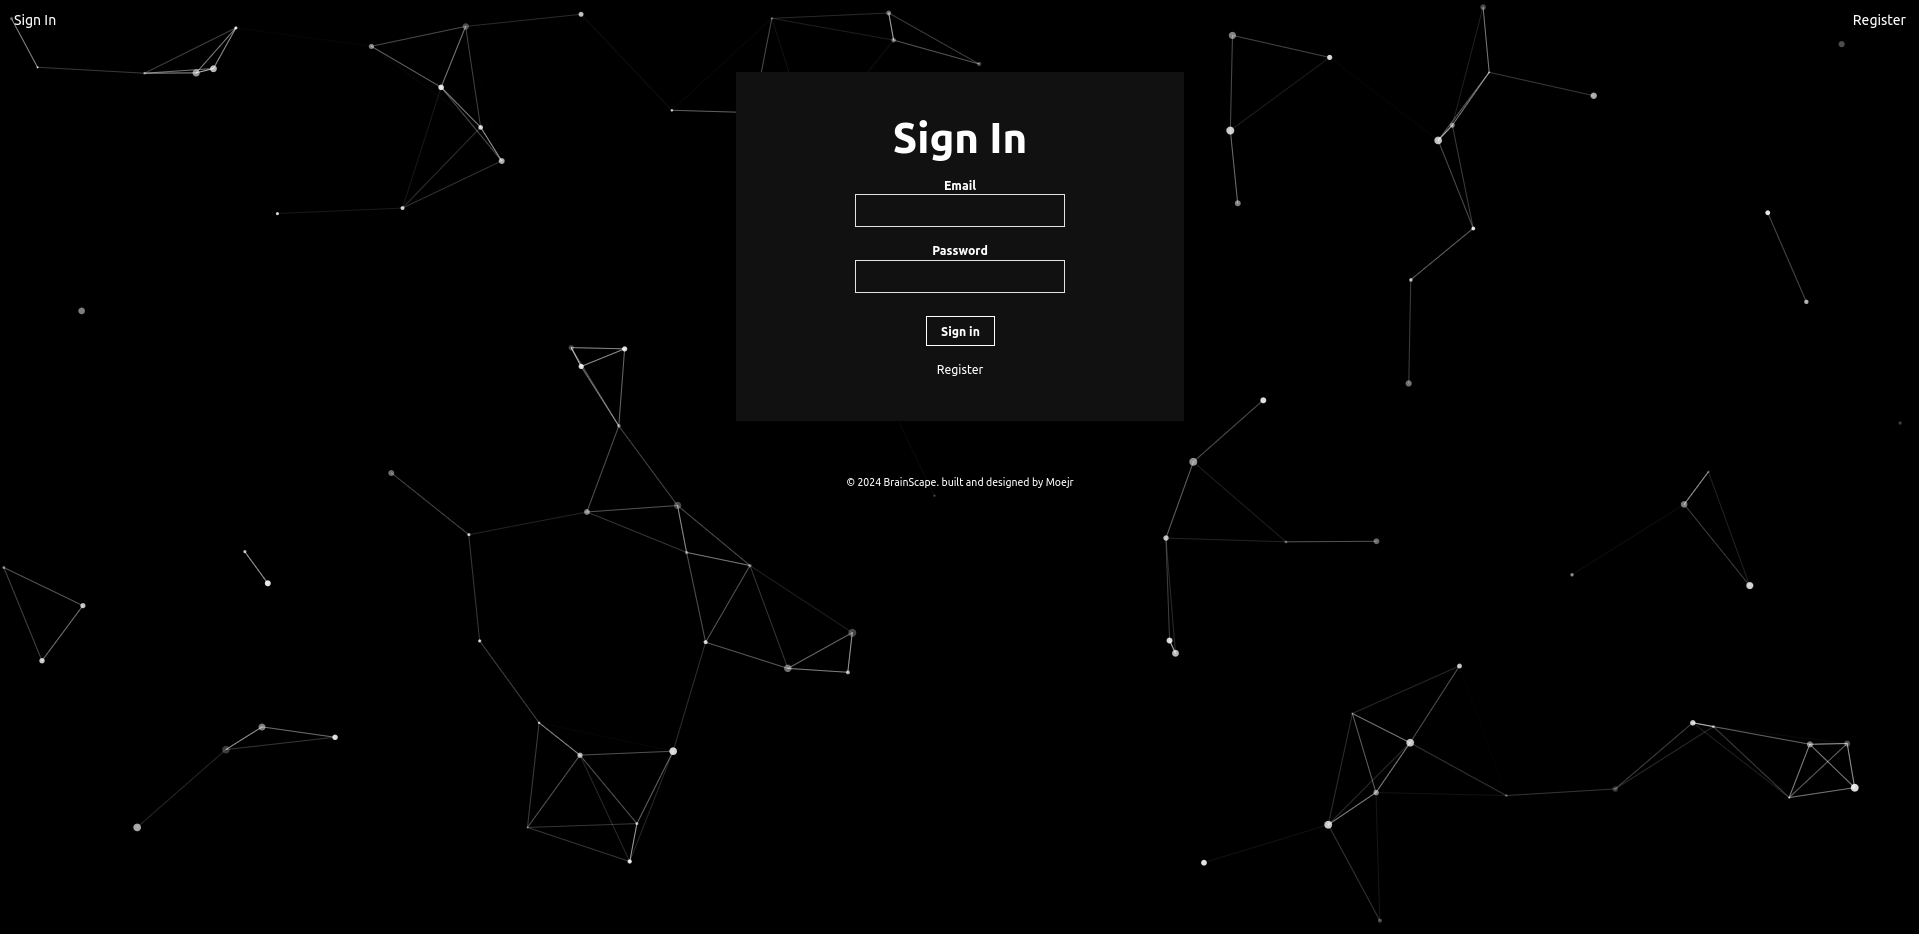 Sign In
Register
Sign In
Email
Password
Sign in
Register
© 2024 BrainScape. built and designed by Moejr